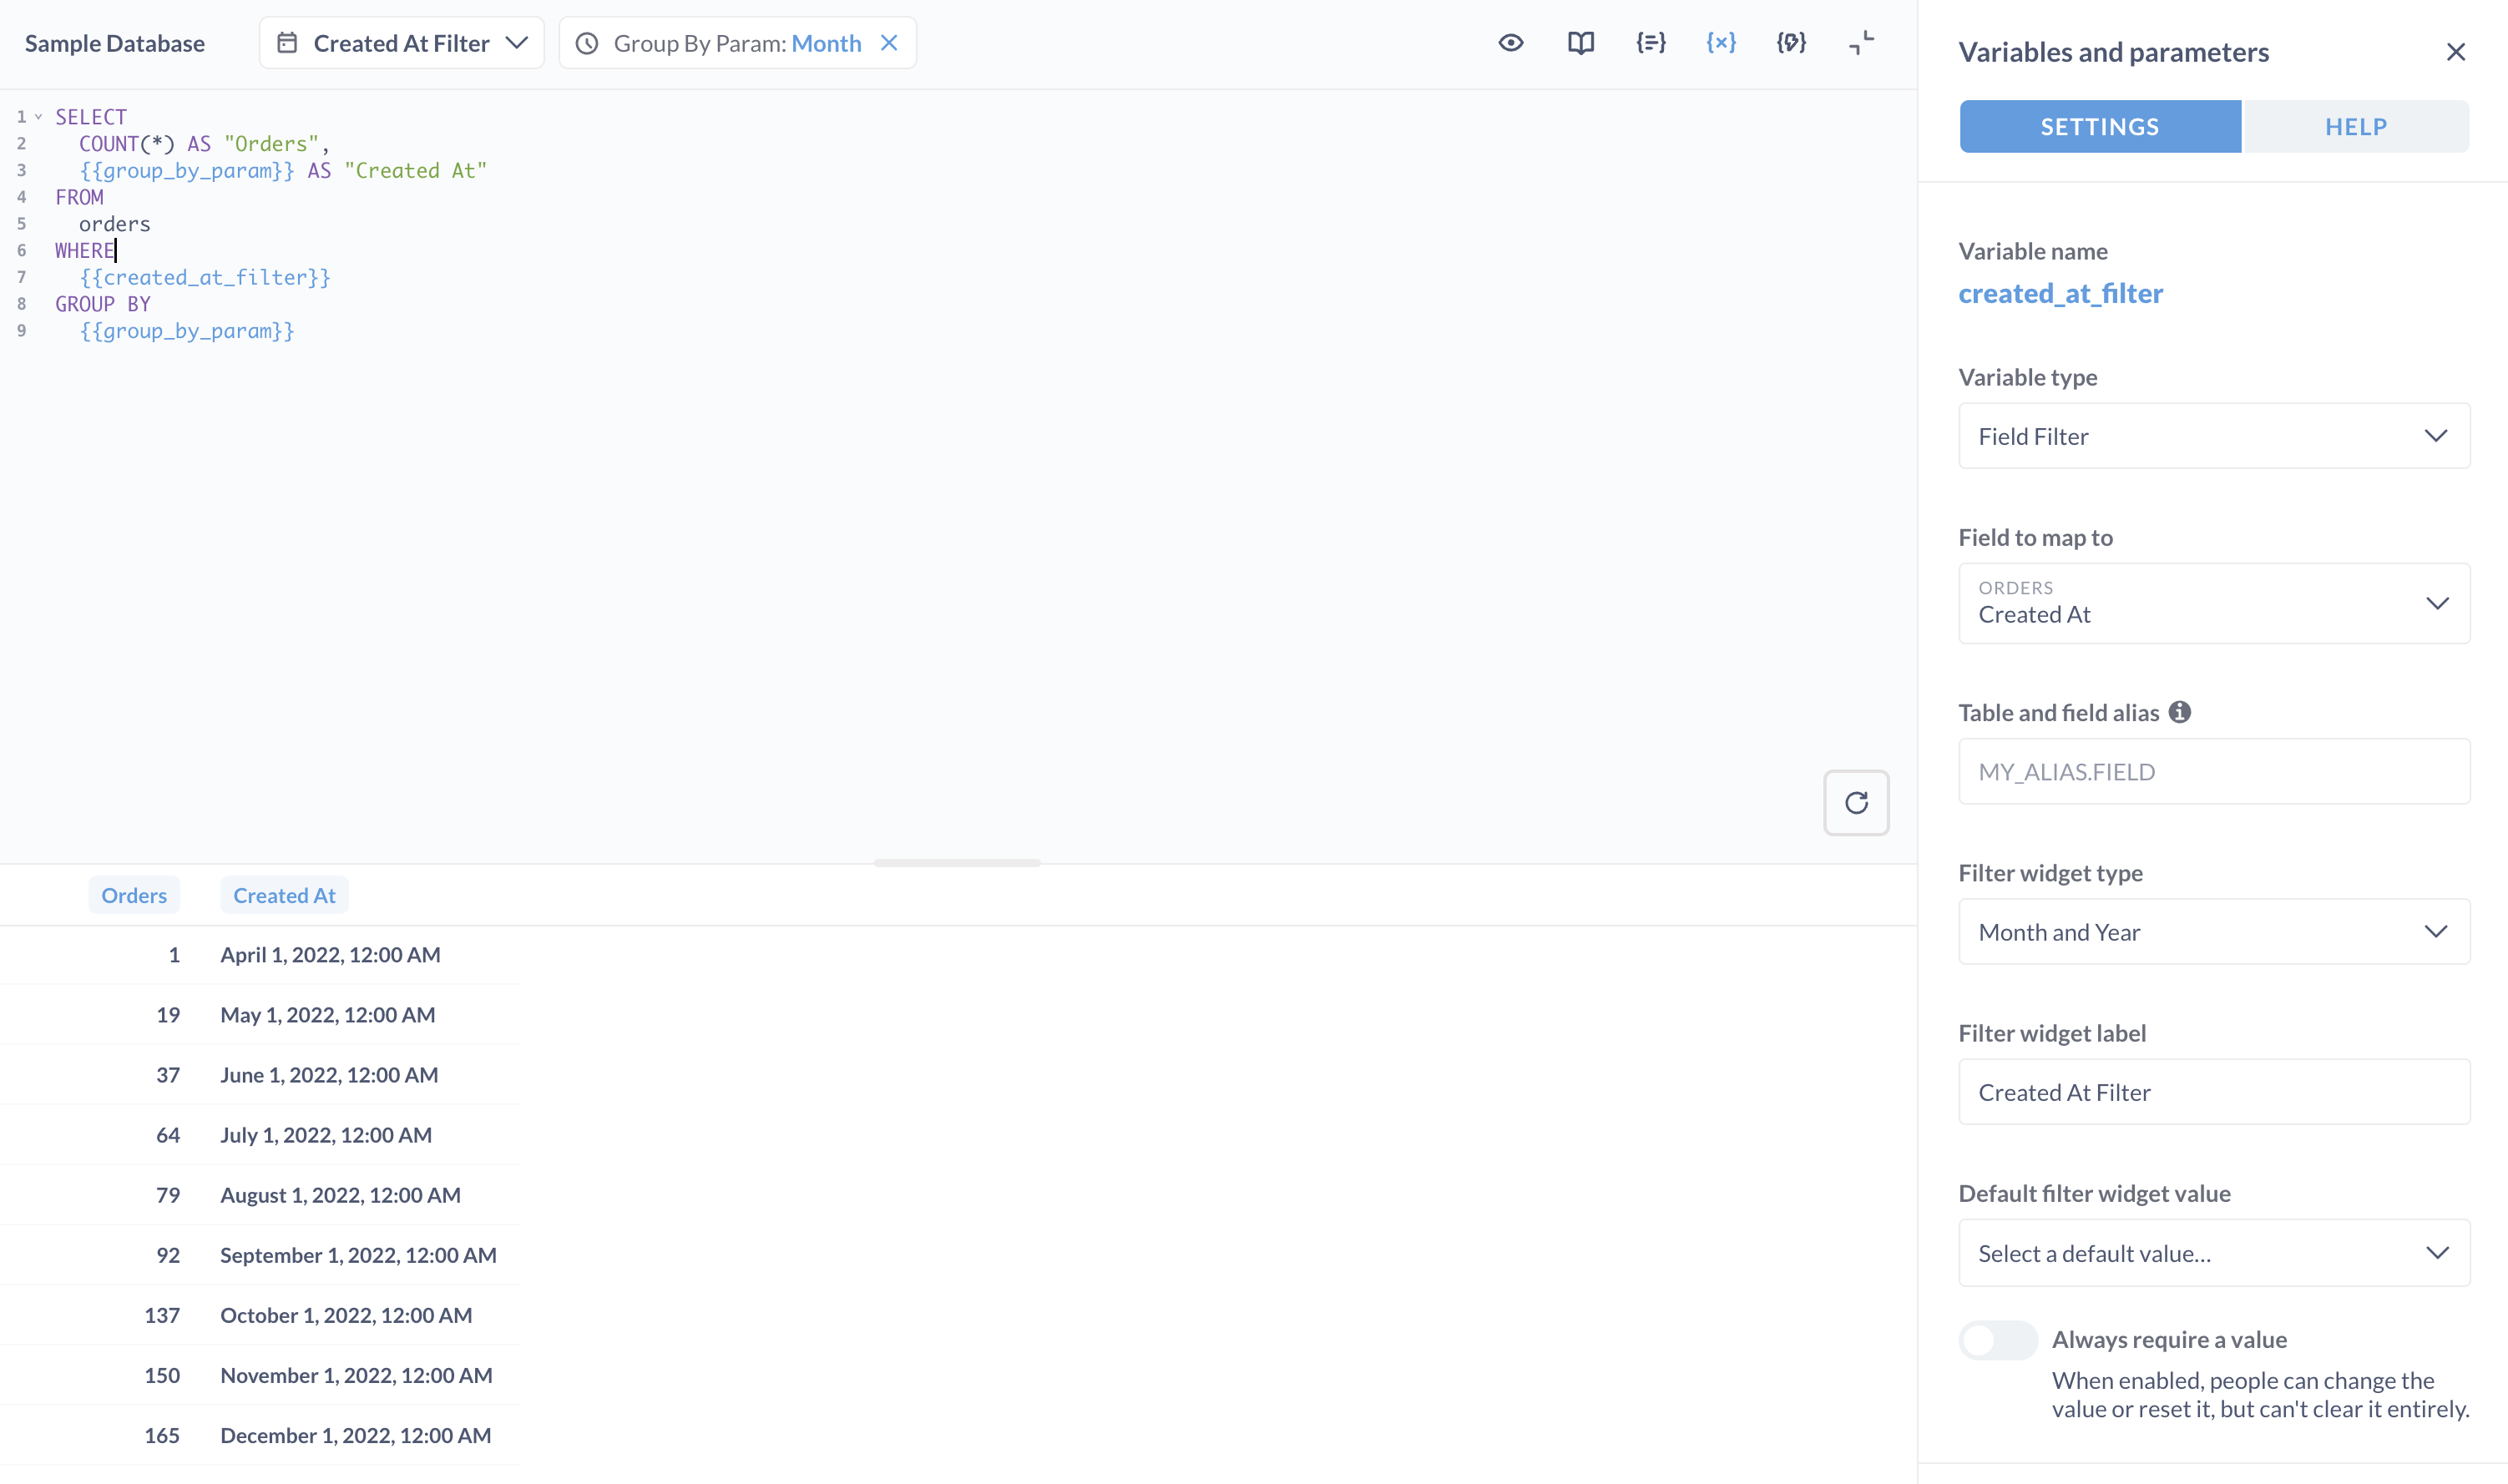 Sample Database
Created At Filter
Group By Param: Month
1 SELECT
2 COUNT(*) AS "Orders",
3 {{group_by_param}} AS "Created At"
4 FROM
5 orders
6 WHERE
7 {{created_at_filter}}
8 GROUP BY
9 {{group_by_param}}
Orders Created At
1 April 1, 2022, 12:00 AM
19 May 1, 2022, 12:00 AM
37 June 1, 2022, 12:00 AM
64 July 1, 2022, 12:00 AM
79 August 1, 2022, 12:00 AM
92 September 1, 2022, 12:00 AM
137 October 1, 2022, 12:00 AM
150 November 1, 2022, 12:00 AM
165 December 1, 2022, 12:00 AM
Variables and parameters
SETTINGS
HELP
Variable name
created_at_filter
Variable type
Field Filter
Field to map to
ORDERS
Created At
Table and field alias
MY_ALIAS.FIELD
Filter widget type
Month and Year
Filter widget label
Created At Filter
Default filter widget value
Select a default value…
Always require a value
When enabled, people can change the
value or reset it, but can't clear it entirely.